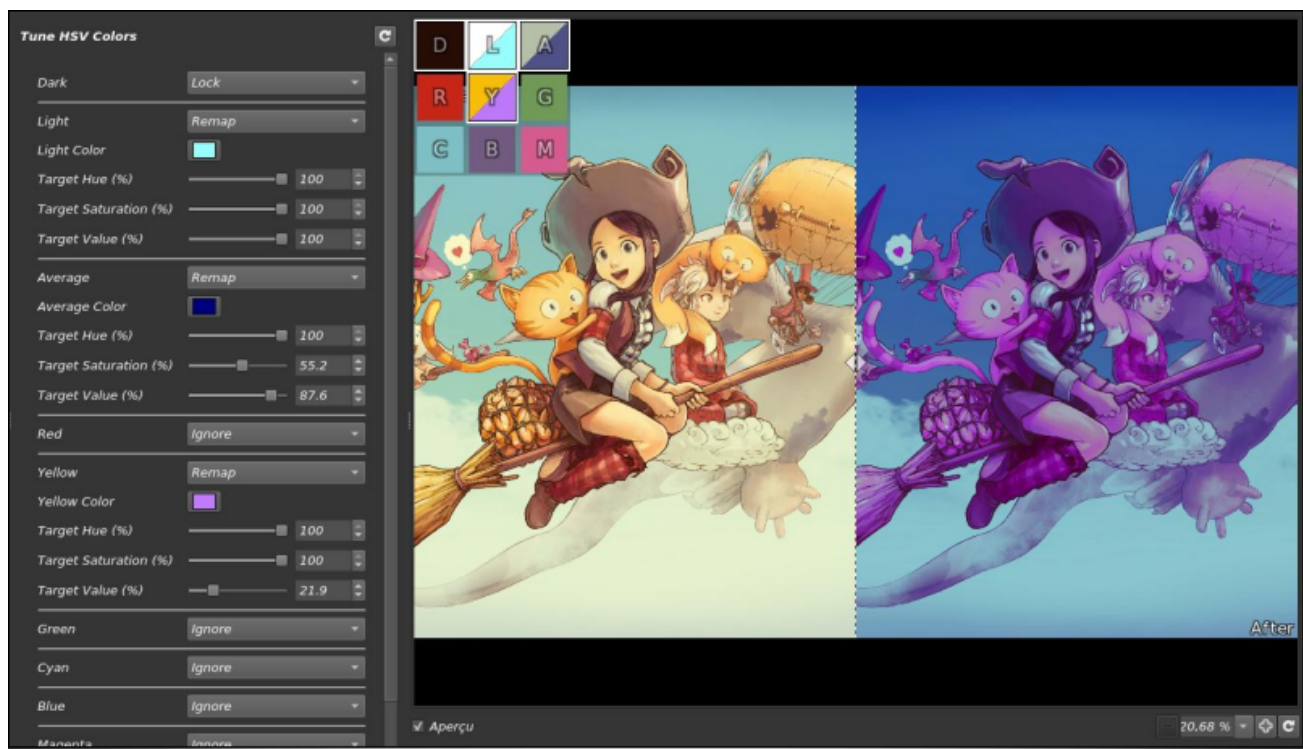 Tune HSV Colors
Dark Lock
Light Remap
Light Color
Target Hue (%) 100
Target Saturation (%) 100
Target Value (%) 100
Average Remap
Average Color
Target Hue (%) 100
Target Saturation (%) 55.2
Target Value (%) 87.6
Red Ignore
Yellow Remap
Yellow Color
Target Hue (%) 100
Target Saturation (%) 100
Target Value (%) 21.9
Green Ignore
Cyan Ignore
Blue Ignore
Magenta Ignore
D L A
R Y G
C B M
After
Aperçu 20.68 %